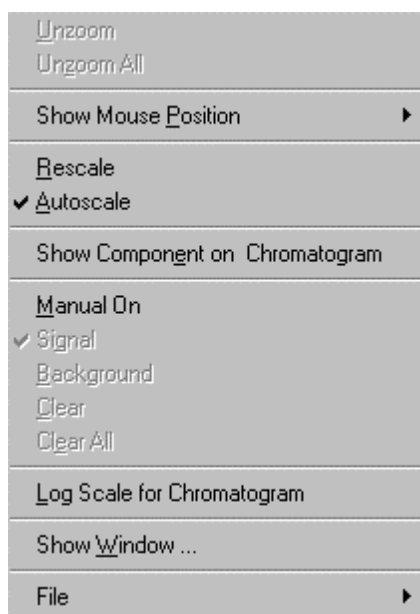 Unzoom
Unzoom All
Show Mouse Position
Rescale
Autoscale
Show Component on Chromatogram
Manual On
Signal
Background
Clear
Clear All
Log Scale for Chromatogram
Show Window ...
File